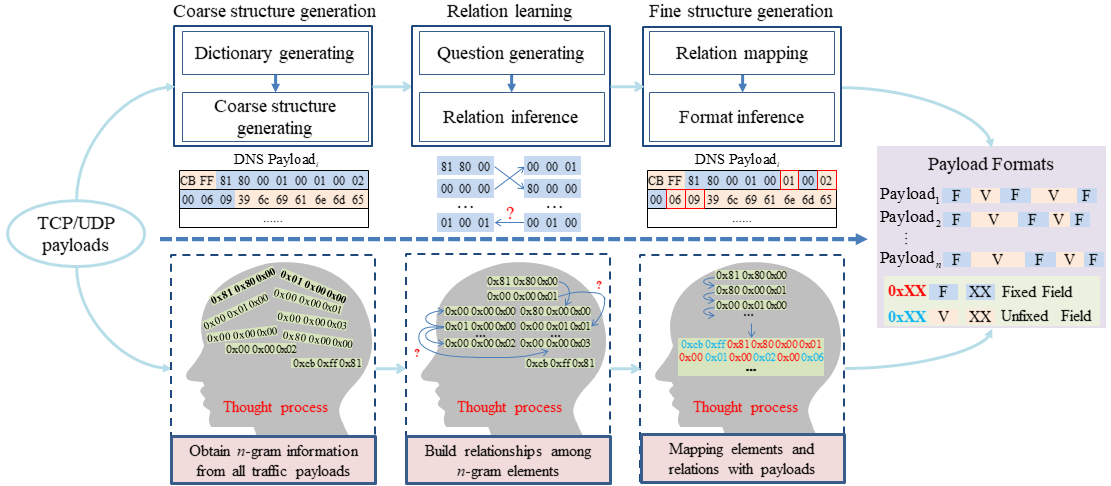 Coarse structure generation
Relation learning
Fine structure generation
Dictionary generating
Coarse structure
generating
Question generating
Relation inference
Relation mapping
Format inference
DNS Payload i
CB FF 81 80 00 01 00 01 00 02
00 06 09 39 6c 69 61 6e 6d 65
......
81 80 00
00 00 01
00 00 00
80 00 00
... ...
01 00 01
?
00 01 00
DNS Payload i
CB FF 81 80 00 01 00 01 00 02
00 06 09 39 6c 69 61 6e 6d 65
......
TCP/UDP
payloads
Payload Formats
Payload1 F V F V F
Payload2 F V F V F
⋮
Payloadn F V F V F
0xXX F XX Fixed Field
0xXX V XX Unfixed Field
0x81 0x80 0x00
0x01 0x00 0x00
0x00 0x01 0x00
0x00 0x00 0x01
0x00 0x00 0x03
0x00 0x00 0x00
0x80 0x00 0x00
0x00 0x00 0x02
0xcb 0xff 0x81
Thought process
Obtain n-gram information
from all traffic payloads
0x81 0x80 0x00
0x00 0x00 0x01
?
0x00 0x00 0x00 0x80 0x00 0x00
0x01 0x00 0x00 0x00 0x01 0x01
... ...
0x00 0x00 0x02 0x00 0x00 0x03
?
0xcb 0xff 0x81
Thought process
Build relationships among
n-gram elements
0x81 0x80 0x00
0x80 0x00 0x01
0x00 0x01 0x00
...
0xcb 0xff 0x81 0x80 0x00 0x01
0x00 0x01 0x00 0x02 0x00 0x06
...
Thought process
Mapping elements and
relations with payloads